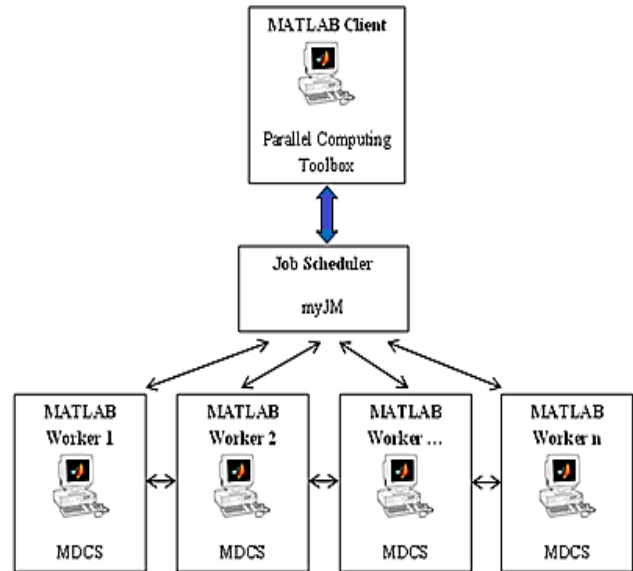 MATLAB Client
Parallel Computing
Toolbox
Job Scheduler
myJM
MATLAB
Worker 1
MDCS
MATLAB
Worker 2
MDCS
MATLAB
Worker ...
MDCS
MATLAB
Worker n
MDCS